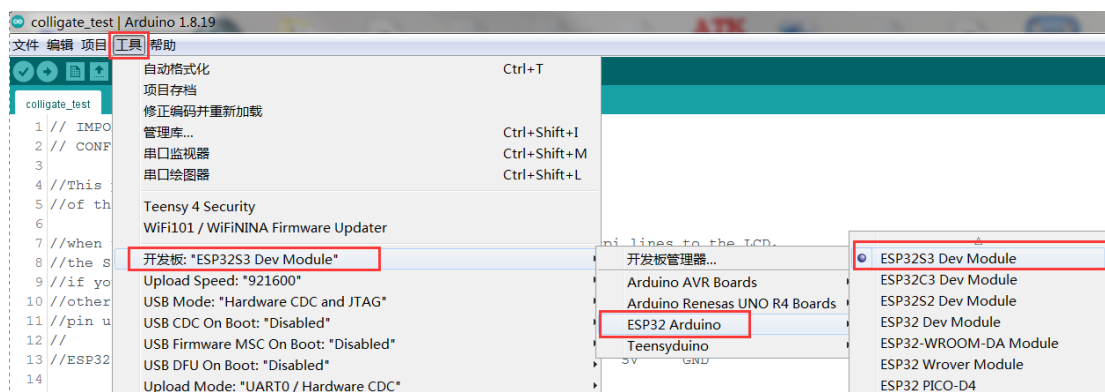 colligate_test | Arduino 1.8.19
文件 编辑 项目 工具 帮助
colligate_test
自动格式化 Ctrl+T
项目存档
修正编码并重新加载
管理库... Ctrl+Shift+I
串口监视器 Ctrl+Shift+M
串口绘图器 Ctrl+Shift+L
Teensy 4 Security
WiFi101 / WiFiNINA Firmware Updater
开发板: "ESP32S3 Dev Module"
Upload Speed: "921600"
USB Mode: "Hardware CDC and JTAG"
USB CDC On Boot: "Disabled"
USB Firmware MSC On Boot: "Disabled"
USB DFU On Boot: "Disabled"
Upload Mode: "UART0 / Hardware CDC"
开发板管理器...
Arduino AVR Boards
Arduino Renesas UNO R4 Boards
ESP32 Arduino
Teensyduino
ESP32S3 Dev Module
ESP32C3 Dev Module
ESP32S2 Dev Module
ESP32 Dev Module
ESP32-WROOM-DA Module
ESP32 Wrover Module
ESP32 PICO-D4
1 // IMPO
2 // CONF
3
4 //This
5 //of th
6
7 //when lines to the LCD.
8 //the S
9 //if yo
10 //other
11 //pin u
12 //
13 //ESP32 5V GND
14